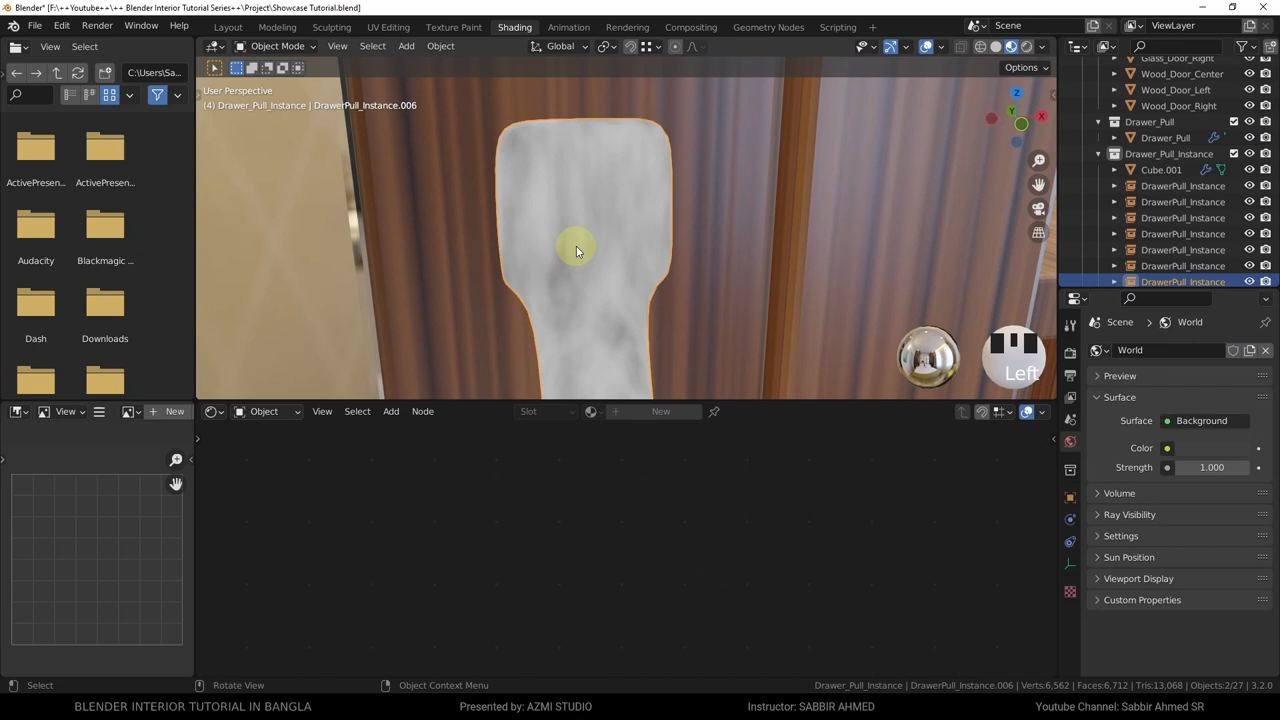 Blender* [F:\++Youtube++\++ Blender Interior Tutorial Series++\Project\Showcase Tutorial.blend]
File Edit Render Window Help Layout Modeling Sculpting UV Editing Texture Paint Shading Animation Rendering Compositing Geometry Nodes Scripting + Scene ViewLayer
View Select Object Mode View Select Add Object Global
C:\Users\Sa... Options
User Perspective
(4) Drawer_Pull_Instance | DrawerPull_Instance.006
Glass_Door_Right
Wood_Door_Center
Wood_Door_Left
Wood_Door_Right
Drawer_Pull
Drawer_Pull
Drawer_Pull_Instance
Cube.001
DrawerPull_Instance
DrawerPull_Instance
DrawerPull_Instance
DrawerPull_Instance
DrawerPull_Instance
DrawerPull_Instance
DrawerPull_Instance
Z
Y
X
ActivePresen... ActivePresen...
Audacity Blackmagic ...
Dash Downloads
Left
Scene World
World
Preview
Surface
Surface Background
Color
Strength 1.000
Volume
Ray Visibility
Settings
Sun Position
Viewport Display
Custom Properties
View New Object View Select Add Node Slot New
Select Rotate View Object Context Menu Drawer_Pull_Instance | DrawerPull_Instance.006 | Verts:6,562 | Faces:6,712 | Tris:13,068 | Objects:2/27 | 3.2.0
BLENDER INTERIOR TUTORIAL IN BANGLA Presented by: AZMI STUDIO Instructor: SABBIR AHMED Youtube Channel: Sabbir Ahmed SR